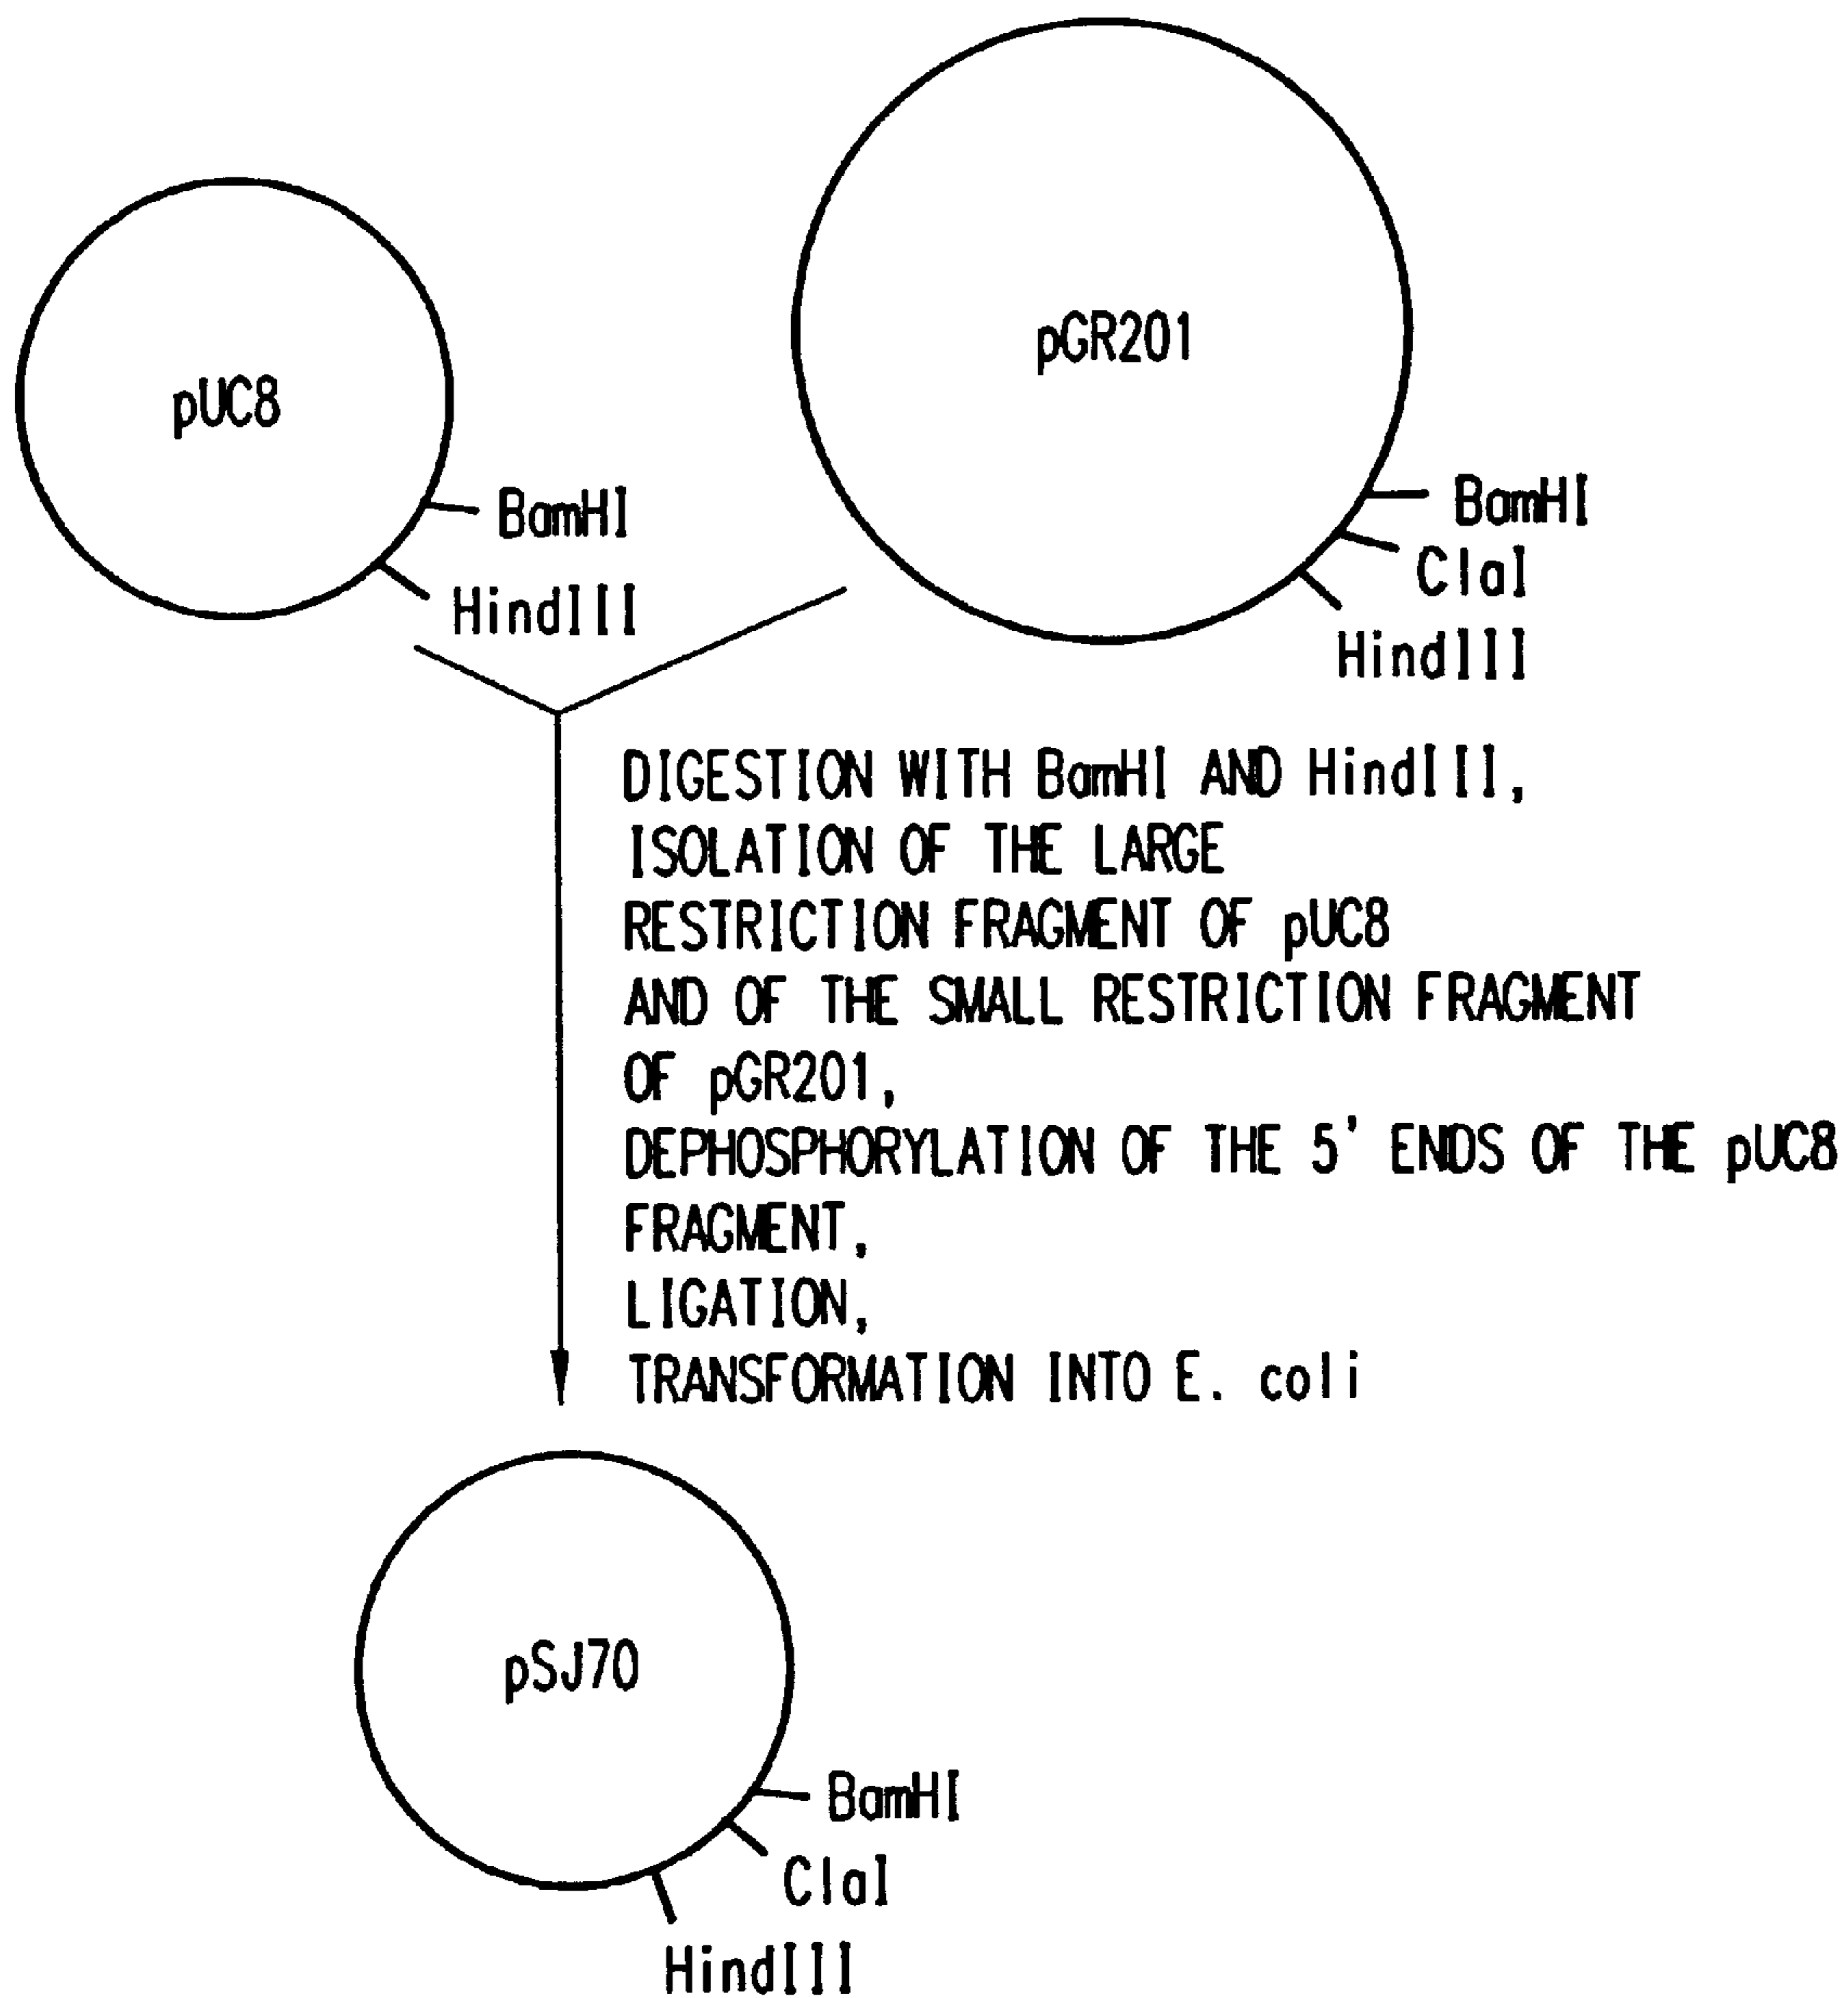 pUC8
BamHI
HindIII
pGR201
BamHI
ClaI
HindIII
DIGESTION WITH BamHI AND HindIII,
ISOLATION OF THE LARGE
RESTRICTION FRAGMENT OF pUC8
AND OF THE SMALL RESTRICTION FRAGMENT
OF pGR201,
DEPHOSPHORYLATION OF THE 5' ENDS OF THE pUC8
FRAGMENT,
LIGATION,
TRANSFORMATION INTO E. coli
pSJ70
BamHI
ClaI
HindIII